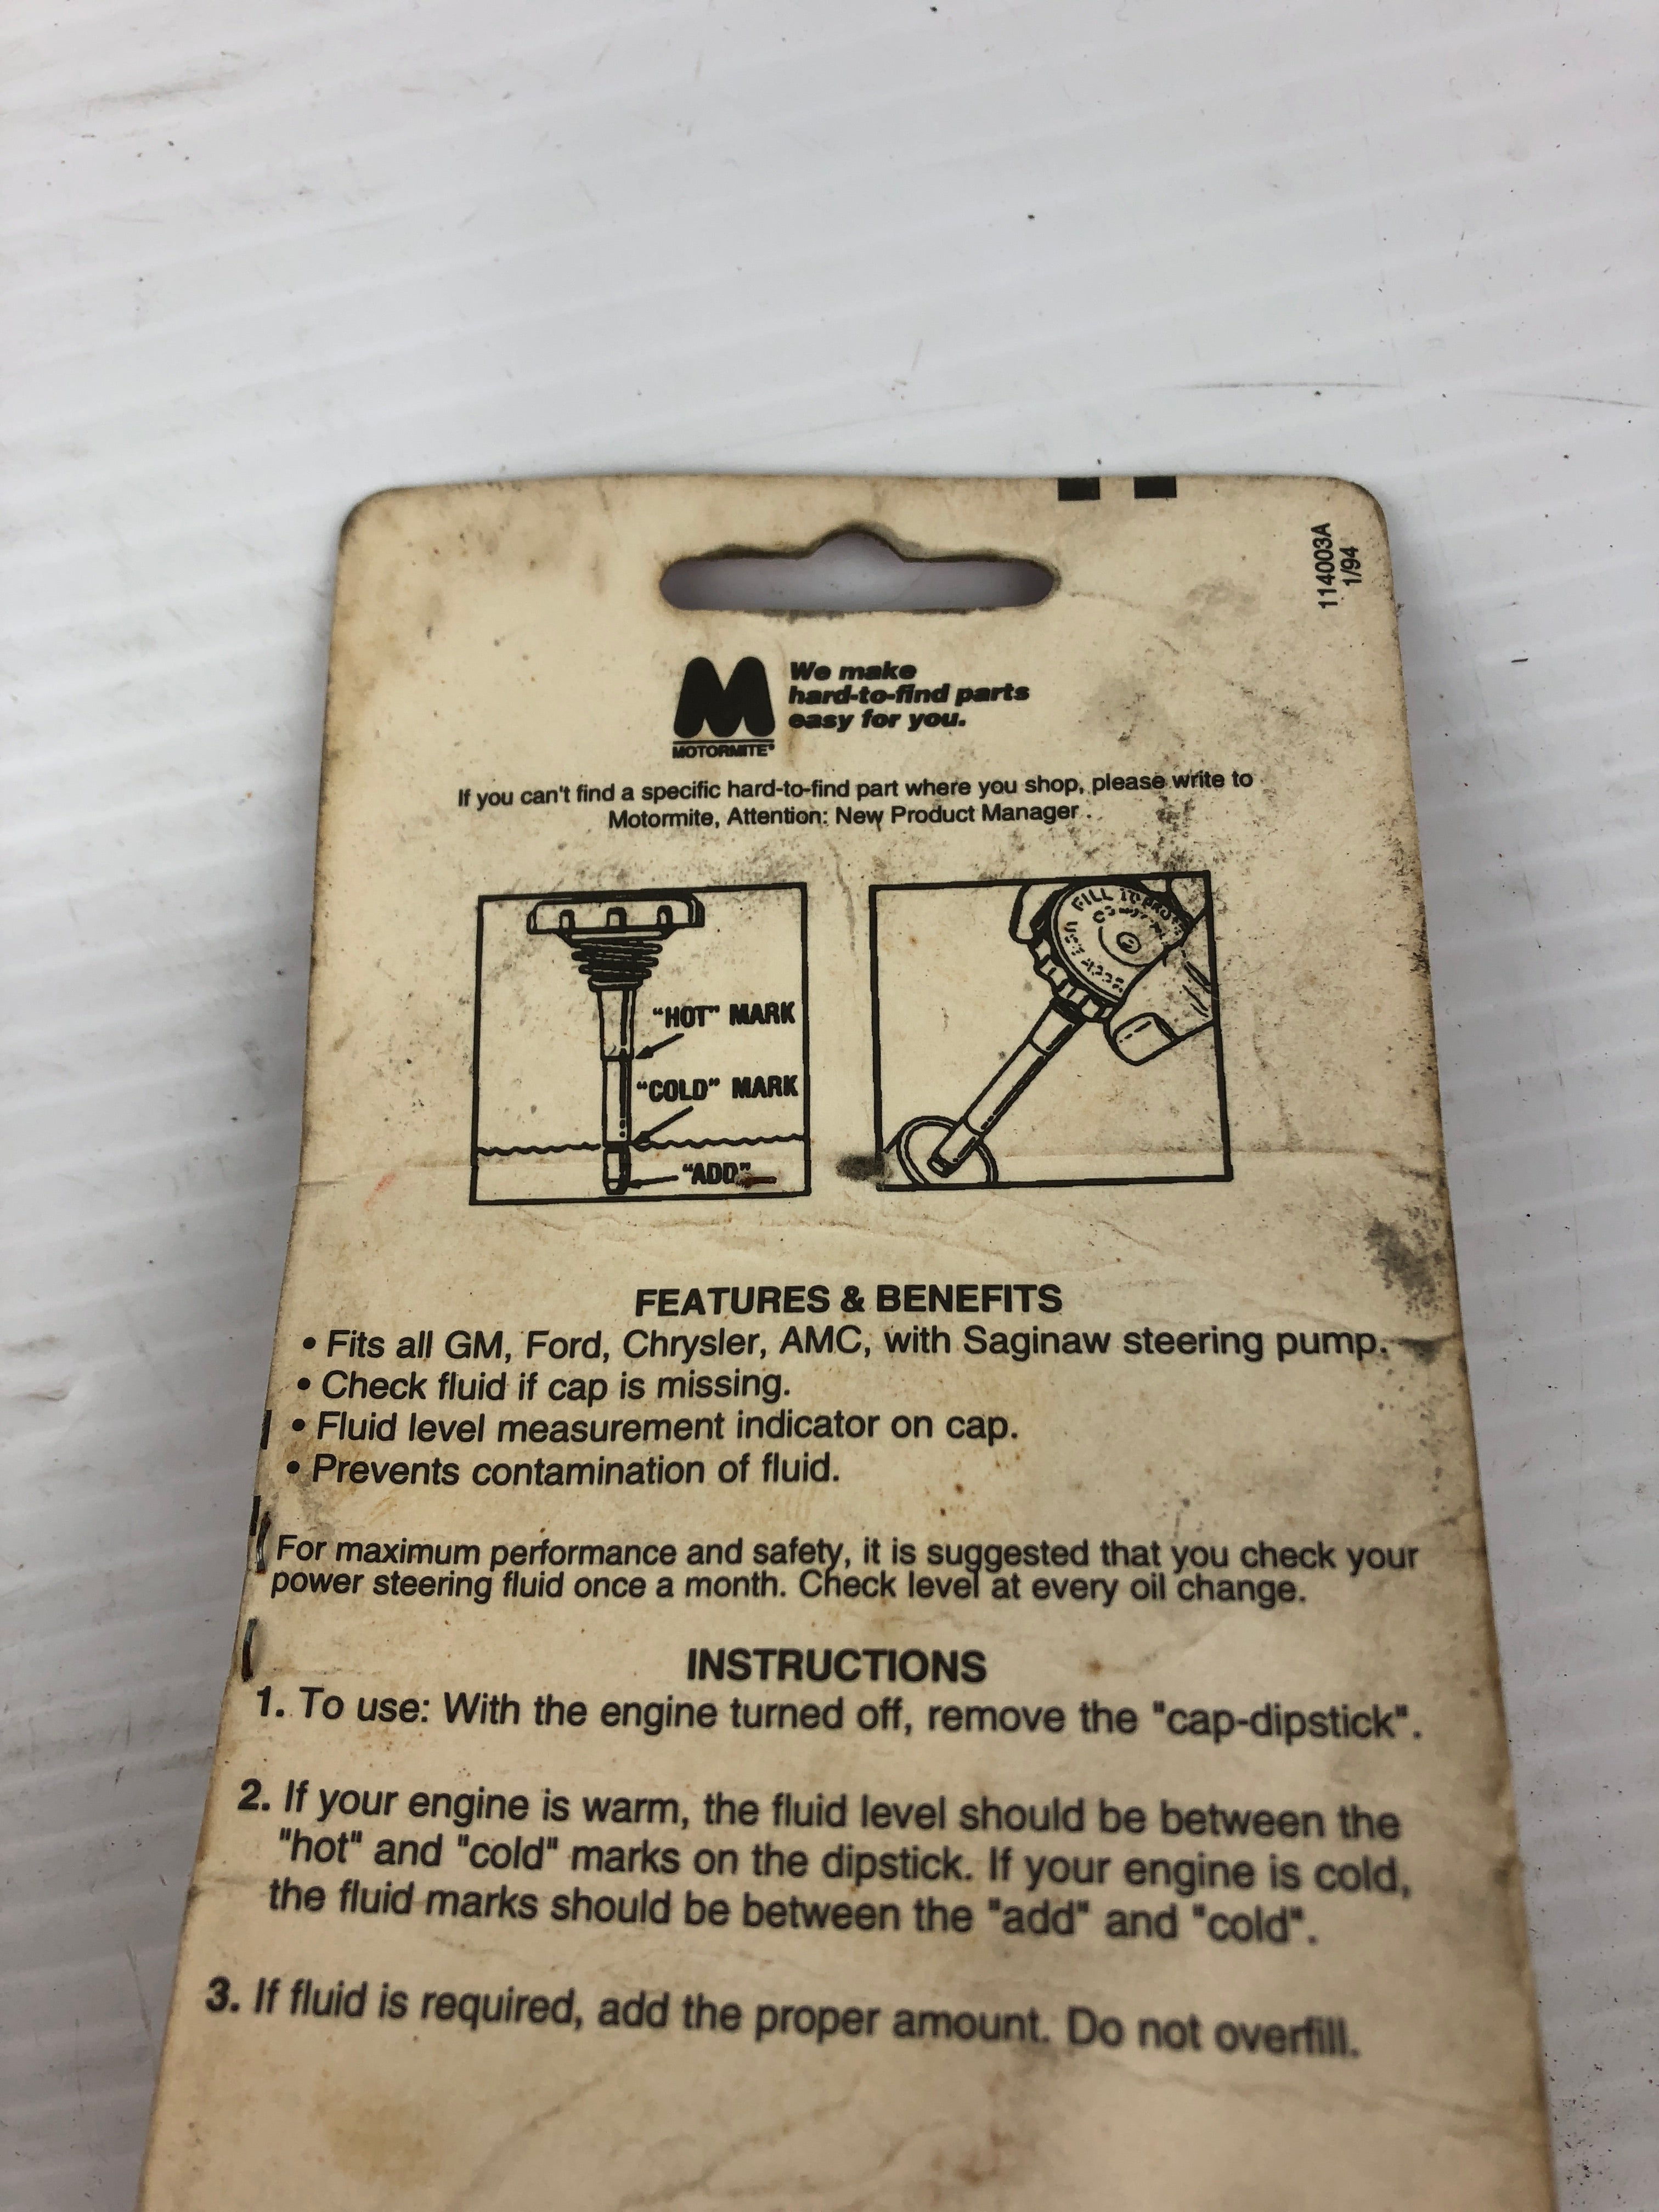 114003A
1/94
We make
hard-to-find parts
easy for you.
MOTORMITE®
If you can't find a specific hard-to-find part where you shop, please write to
Motormite, Attention: New Product Manager.
"HOT" MARK
"COLD" MARK
"ADD"
FILL TO
FEATURES & BENEFITS
• Fits all GM, Ford, Chrysler, AMC, with Saginaw steering pump.
• Check fluid if cap is missing.
• Fluid level measurement indicator on cap.
• Prevents contamination of fluid.
For maximum performance and safety, it is suggested that you check your
power steering fluid once a month. Check level at every oil change.
INSTRUCTIONS
1. To use: With the engine turned off, remove the "cap-dipstick".
2. If your engine is warm, the fluid level should be between the
"hot" and "cold" marks on the dipstick. If your engine is cold,
the fluid marks should be between the "add" and "cold".
3. If fluid is required, add the proper amount. Do not overfill.